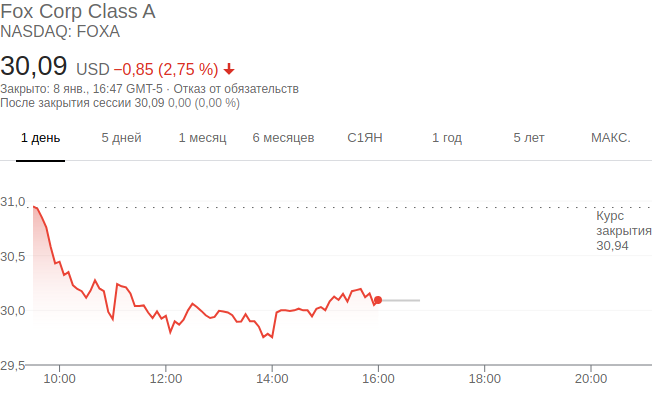 Fox Corp Class A
NASDAQ: FOXA
30,09 USD −0,85 (2,75 %)
Закрыто: 8 янв., 16:47 GMT-5 · Отказ от обязательств
После закрытия сессии 30,09 0,00 (0,00 %)
1 день 5 дней 1 месяц 6 месяцев С1ЯН 1 год 5 лет МАКС.
31,0
Курс
закрытия
30,94
30,5
30,0
29,5
10:00 12:00 14:00 16:00 18:00 20:00